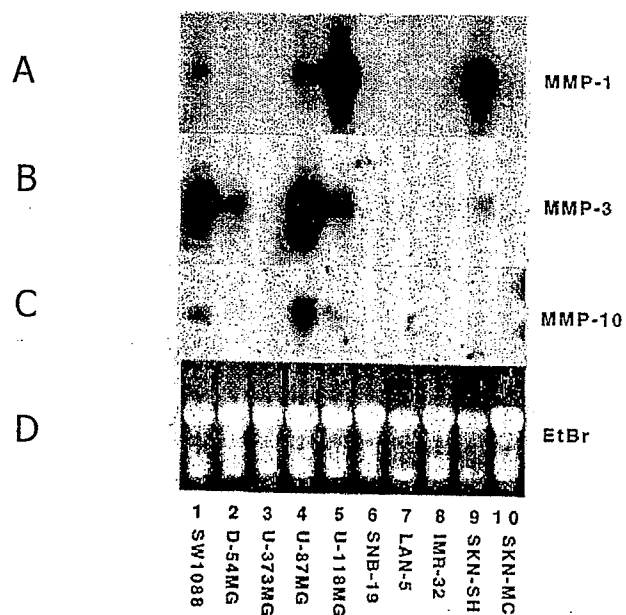 A
MMP-1
B
MMP-3
C
MMP-10
D
EtBr
1 2 3 4 5 6 7 8 9 10
SW1088
D-54MG
U-373MG
U-87MG
U-118MG
SNB-19
LAN-5
IMR-32
SKN-SH
SKN-MC